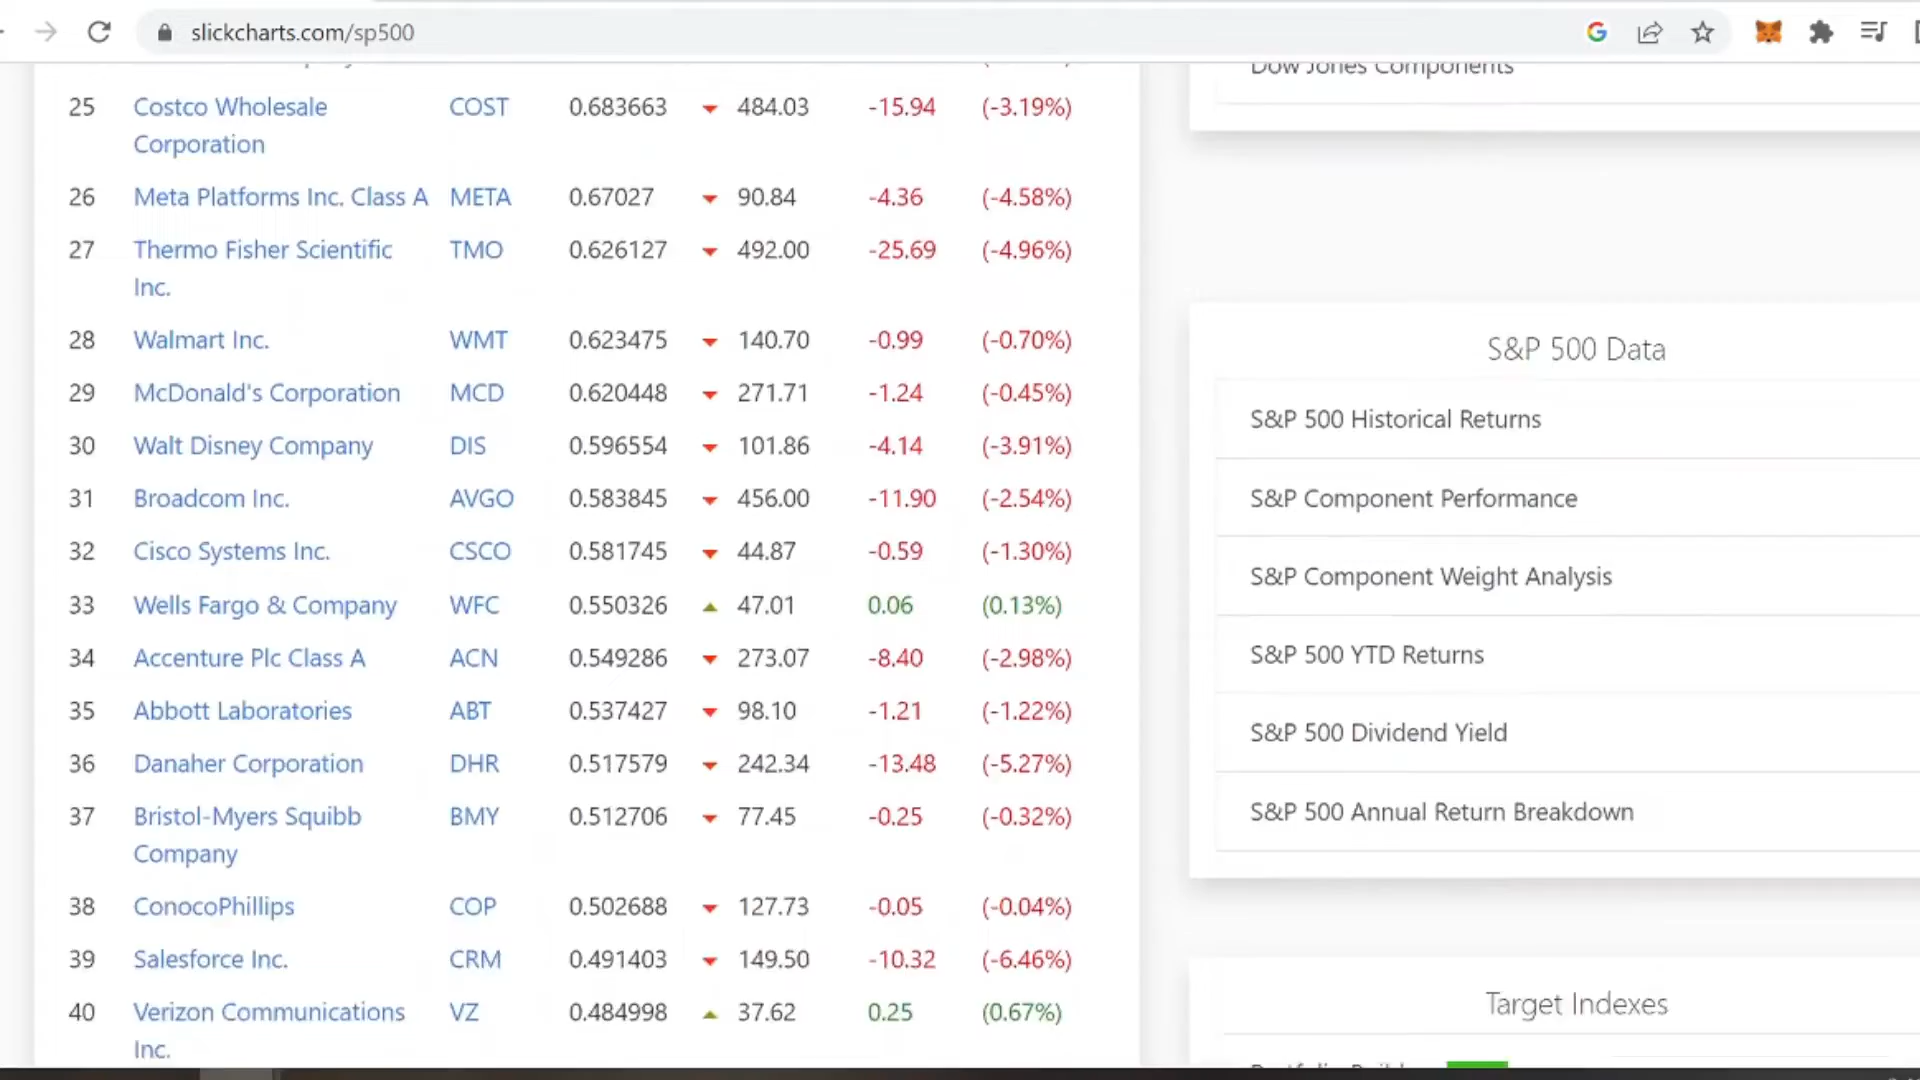 slickcharts.com/sp500
25 Costco Wholesale COST 0.683663 484.03 -15.94 (-3.19%)
Corporation
26 Meta Platforms Inc. Class A META 0.67027 90.84 -4.36 (-4.58%)
27 Thermo Fisher Scientific TMO 0.626127 492.00 -25.69 (-4.96%)
Inc.
28 Walmart Inc. WMT 0.623475 140.70 -0.99 (-0.70%)
29 McDonald's Corporation MCD 0.620448 271.71 -1.24 (-0.45%)
30 Walt Disney Company DIS 0.596554 101.86 -4.14 (-3.91%)
31 Broadcom Inc. AVGO 0.583845 456.00 -11.90 (-2.54%)
32 Cisco Systems Inc. CSCO 0.581745 44.87 -0.59 (-1.30%)
33 Wells Fargo & Company WFC 0.550326 47.01 0.06 (0.13%)
34 Accenture Plc Class A ACN 0.549286 273.07 -8.40 (-2.98%)
35 Abbott Laboratories ABT 0.537427 98.10 -1.21 (-1.22%)
36 Danaher Corporation DHR 0.517579 242.34 -13.48 (-5.27%)
37 Bristol-Myers Squibb BMY 0.512706 77.45 -0.25 (-0.32%)
Company
38 ConocoPhillips COP 0.502688 127.73 -0.05 (-0.04%)
39 Salesforce Inc. CRM 0.491403 149.50 -10.32 (-6.46%)
40 Verizon Communications VZ 0.484998 37.62 0.25 (0.67%)
Inc.
Dow Jones Components
S&P 500 Data
S&P 500 Historical Returns
S&P Component Performance
S&P Component Weight Analysis
S&P 500 YTD Returns
S&P 500 Dividend Yield
S&P 500 Annual Return Breakdown
Target Indexes